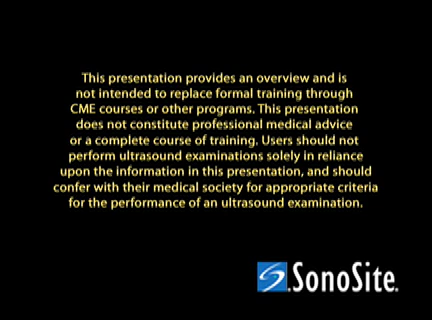 This presentation provides an overview and is
not intended to replace formal training through
CME courses or other programs. This presentation
does not constitute professional medical advice
or a complete course of training. Users should not
perform ultrasound examinations solely in reliance
upon the information in this presentation, and should
confer with their medical society for appropriate criteria
for the performance of an ultrasound examination.
SonoSite.